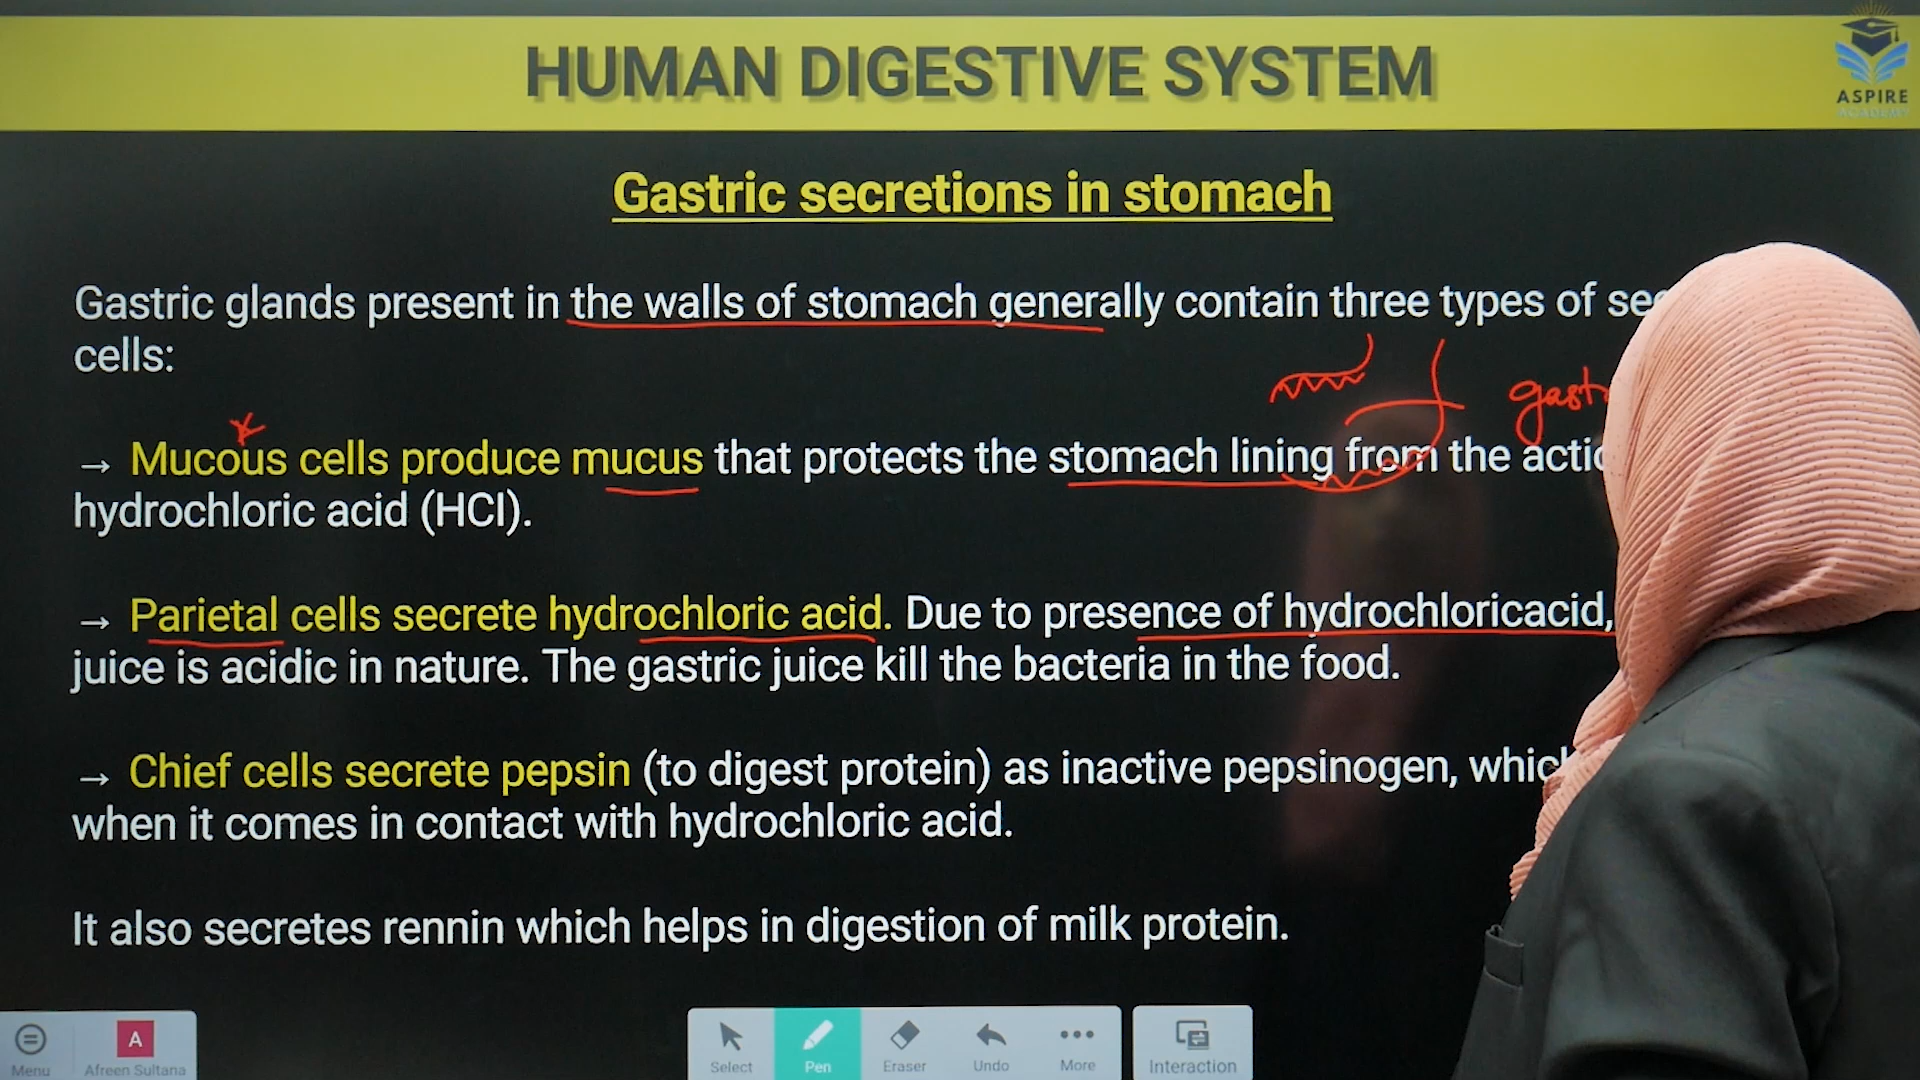 HUMAN DIGESTIVE SYSTEM
ASPIRE
ACADEMY
Gastric secretions in stomach
Gastric glands present in the walls of stomach generally contain three types of
cells:
→ Mucous cells produce mucus that protects the stomach lining from the
hydrochloric acid (HCl).
→ Parietal cells secrete hydrochloric acid. Due to presence of hydrochloricacid,
juice is acidic in nature. The gastric juice kill the bacteria in the food.
→ Chief cells secrete pepsin (to digest protein) as inactive pepsinogen,
when it comes in contact with hydrochloric acid.
It also secretes rennin which helps in digestion of milk protein.
Menu
A
Afreen Sultana
Select
Pen
Eraser
Undo
More
Interaction